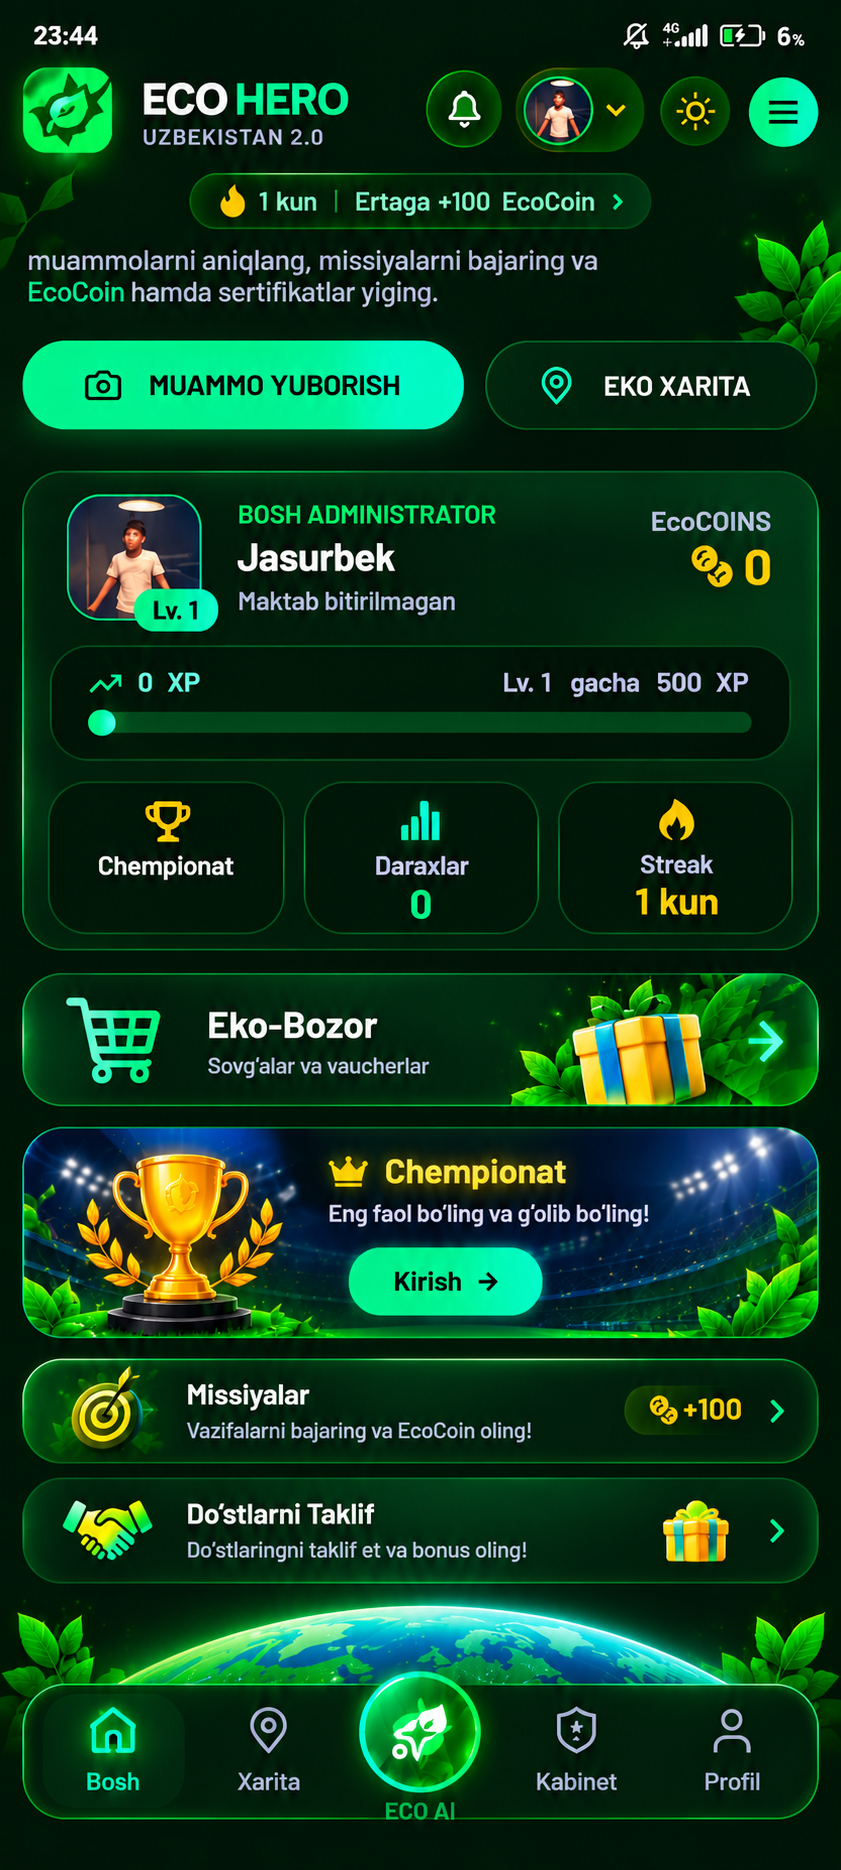 23:44
4G
+
6%
ECO HERO
UZBEKISTAN 2.0
1 kun | Ertaga +100 EcoCoin
muammolarni aniqlang, missiyalarni bajaring va
EcoCoin hamda sertifikatlar yiging.
MUAMMO YUBORISH
EKO XARITA
BOSH ADMINISTRATOR
Jasurbek
Maktab bitirilmagan
Lv. 1
EcoCOINS
0
0 XP
Lv. 1 gacha 500 XP
Chempionat
Daraxlar
0
Streak
1 kun
Eko-Bozor
Sovg‘alar va vaucherlar
Chempionat
Eng faol bo‘ling va g‘olib bo‘ling!
Kirish →
Missiyalar
Vazifalarni bajaring va EcoCoin oling!
+100
Do‘stlarni Taklif
Do‘stlaringni taklif et va bonus oling!
Bosh
Xarita
ECO AI
Kabinet
Profil